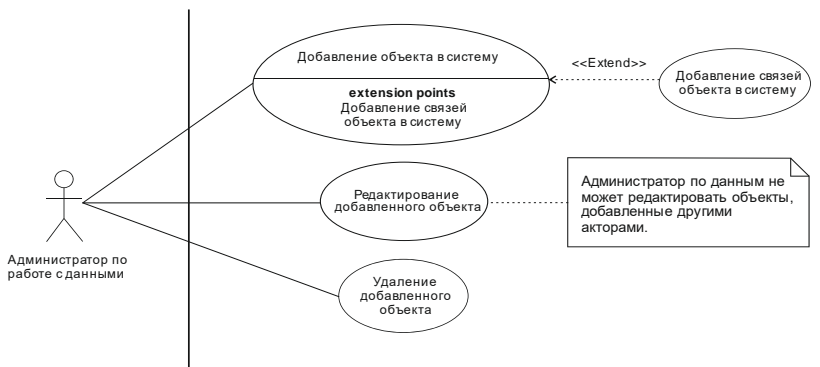 Добавление объекта в систему
extension points
Добавление связей
объекта в систему
<<Extend>>
Добавление связей
объекта в систему
Редактирование
добавленного объекта
Администратор по данным не
может редактировать объекты,
добавленные другими
акторами.
Администратор по
работе с данными
Удаление
добавленного
объекта